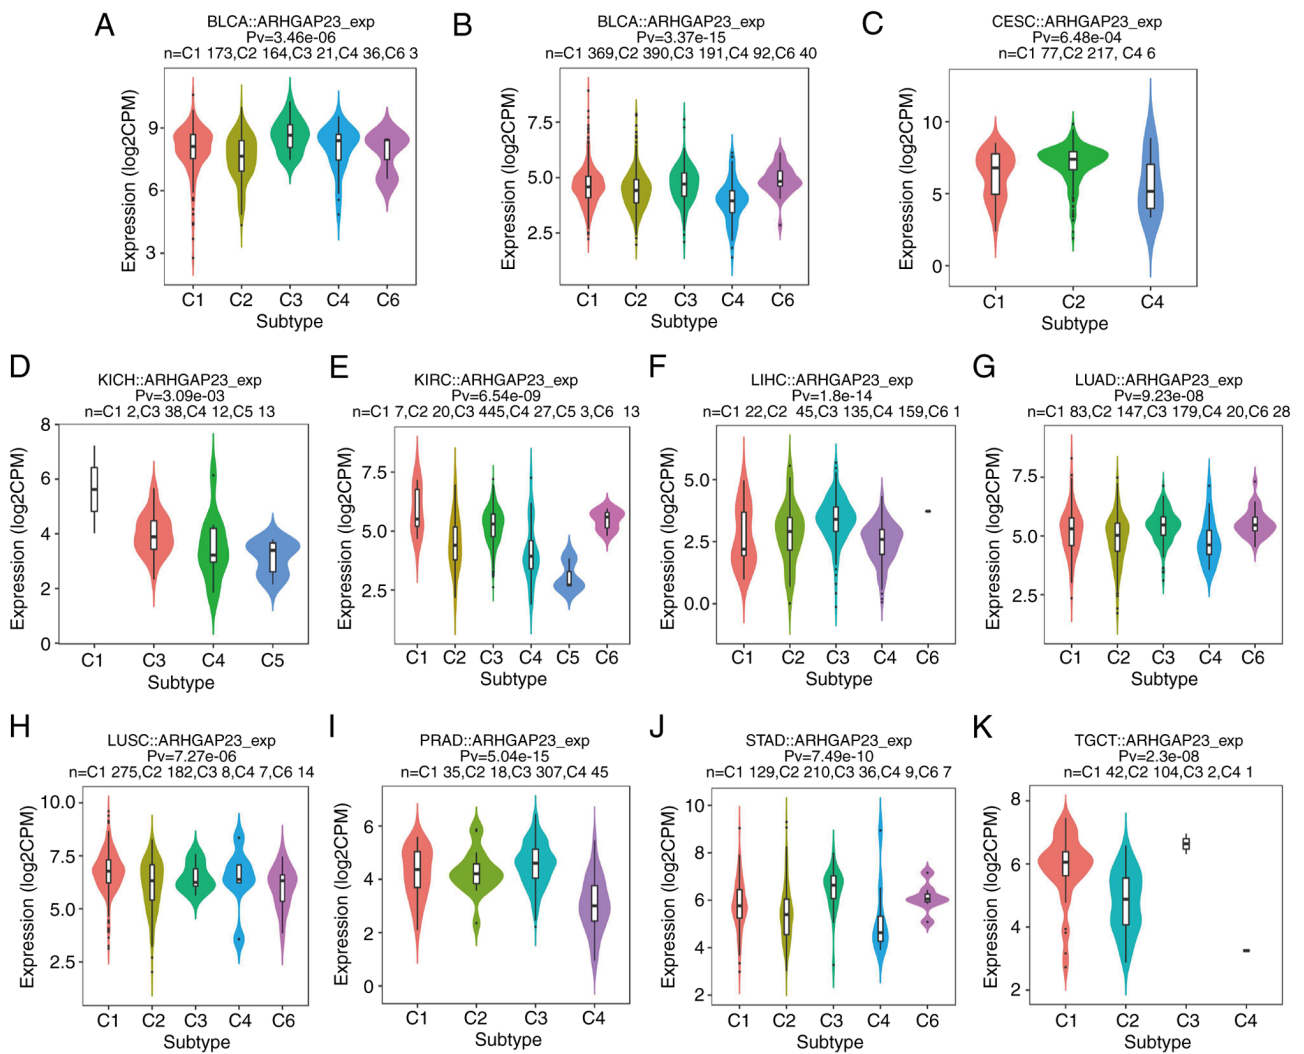 A
BLCA::ARHGAP23_exp
Pv=3.46e-06
n=C1 173,C2 164,C3 21,C4 36,C6 3
Expression (log2CPM)
9
6
3
C1 C2 C3 C4 C6
Subtype
B
BLCA::ARHGAP23_exp
Pv=3.37e-15
n=C1 369,C2 390,C3 191,C4 92,C6 40
Expression (log2CPM)
7.5
5.0
2.5
C1 C2 C3 C4 C6
Subtype
C
CESC::ARHGAP23_exp
Pv=6.48e-04
n=C1 77,C2 217, C4 6
Expression (log2CPM)
10
5
0
C1 C2 C4
Subtype
D
KICH::ARHGAP23_exp
Pv=3.09e-03
n=C1 2,C3 38,C4 12,C5 13
Expression (log2CPM)
8
6
4
2
0
C1 C3 C4 C5
Subtype
E
KIRC::ARHGAP23_exp
Pv=6.54e-09
n=C1 7,C2 20,C3 445,C4 27,C5 3,C6 13
Expression (log2CPM)
7.5
5.0
2.5
C1 C2 C3 C4 C5 C6
Subtype
F
LIHC::ARHGAP23_exp
Pv=1.8e-14
n=C1 22,C2 45,C3 135,C4 159,C6 1
Expression (log2CPM)
5.0
2.5
0.0
C1 C2 C3 C4 C6
Subtype
G
LUAD::ARHGAP23_exp
Pv=9.23e-08
n=C1 83,C2 147,C3 179,C4 20,C6 28
Expression (log2CPM)
7.5
5.0
2.5
C1 C2 C3 C4 C6
Subtype
H
LUSC::ARHGAP23_exp
Pv=7.27e-06
n=C1 275,C2 182,C3 8,C4 7,C6 14
Expression (log2CPM)
10.0
7.5
5.0
2.5
C1 C2 C3 C4 C6
Subtype
I
PRAD::ARHGAP23_exp
Pv=5.04e-15
n=C1 35,C2 18,C3 307,C4 45
Expression (log2CPM)
6
4
2
0
C1 C2 C3 C4
Subtype
J
STAD::ARHGAP23_exp
Pv=7.49e-10
n=C1 129,C2 210,C3 36,C4 9,C6 7
Expression (log2CPM)
10
8
6
4
2
C1 C2 C3 C4 C6
Subtype
K
TGCT::ARHGAP23_exp
Pv=2.3e-08
n=C1 42,C2 104,C3 2,C4 1
Expression (log2CPM)
8
6
4
2
C1 C2 C3 C4
Subtype